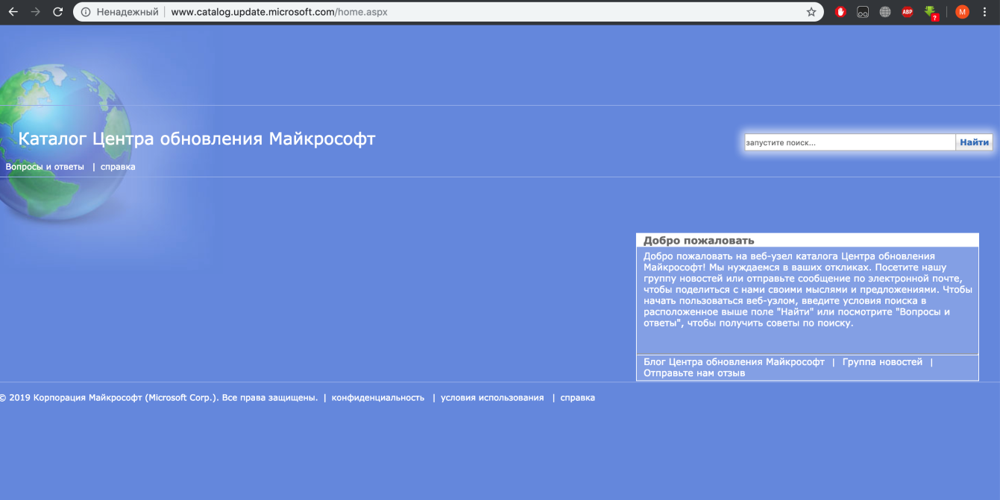 Ненадежный | www.catalog.update.microsoft.com/home.aspx
ABP
?
M
Каталог Центра обновления Майкрософт
запустите поиск... Найти
Вопросы и ответы | справка
Добро пожаловать
Добро пожаловать на веб-узел каталога Центра обновления
Майкрософт! Мы нуждаемся в ваших откликах. Посетите нашу
группу новостей или отправьте сообщение по электронной почте,
чтобы поделиться с нами своими мыслями и предложениями. Чтобы
начать пользоваться веб-узлом, введите условия поиска в
расположенное выше поле "Найти" или посмотрите "Вопросы и
ответы", чтобы получить советы по поиску.
Блог Центра обновления Майкрософт | Группа новостей |
Отправьте нам отзыв
© 2019 Корпорация Майкрософт (Microsoft Corp.). Все права защищены. | конфиденциальность | условия использования | справка